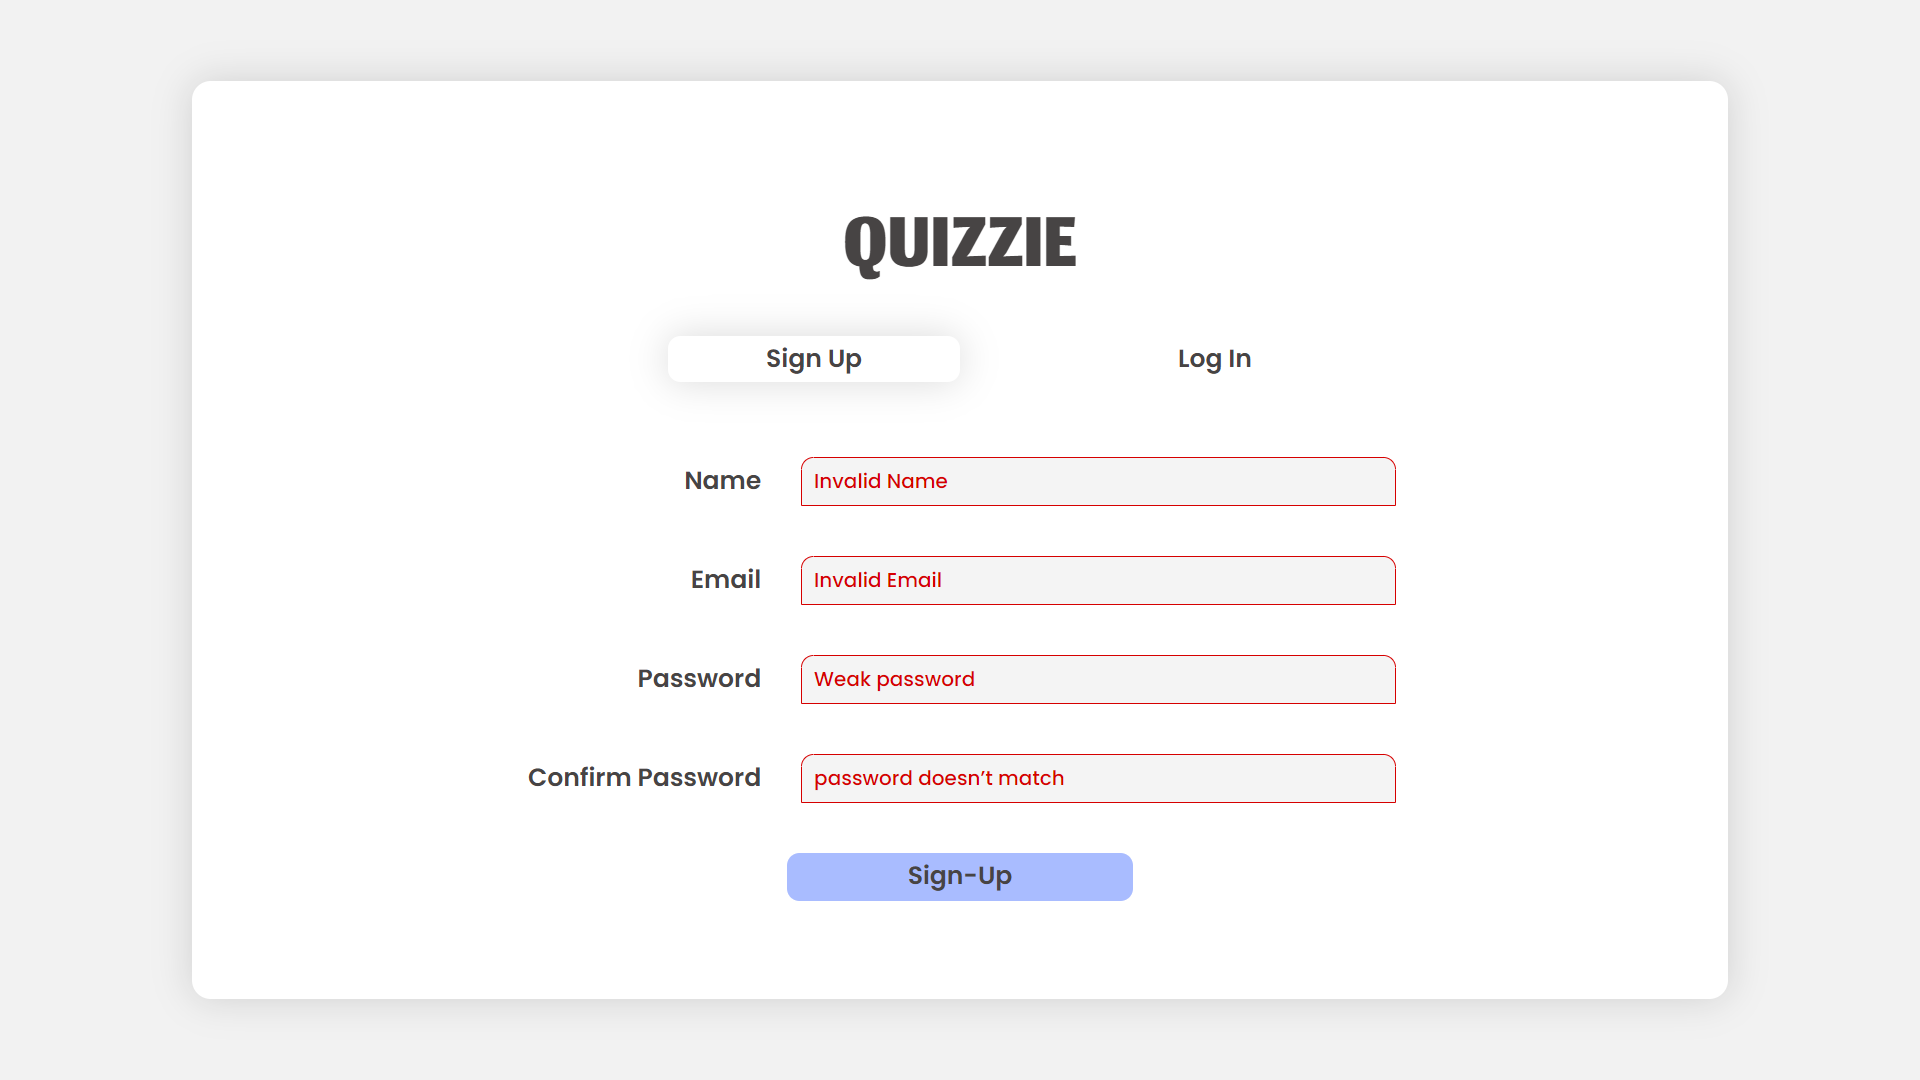 QUIZZIE
Sign Up Log In
Name Invalid Name
Email Invalid Email
Password Weak password
Confirm Password password doesn’t match
Sign-Up